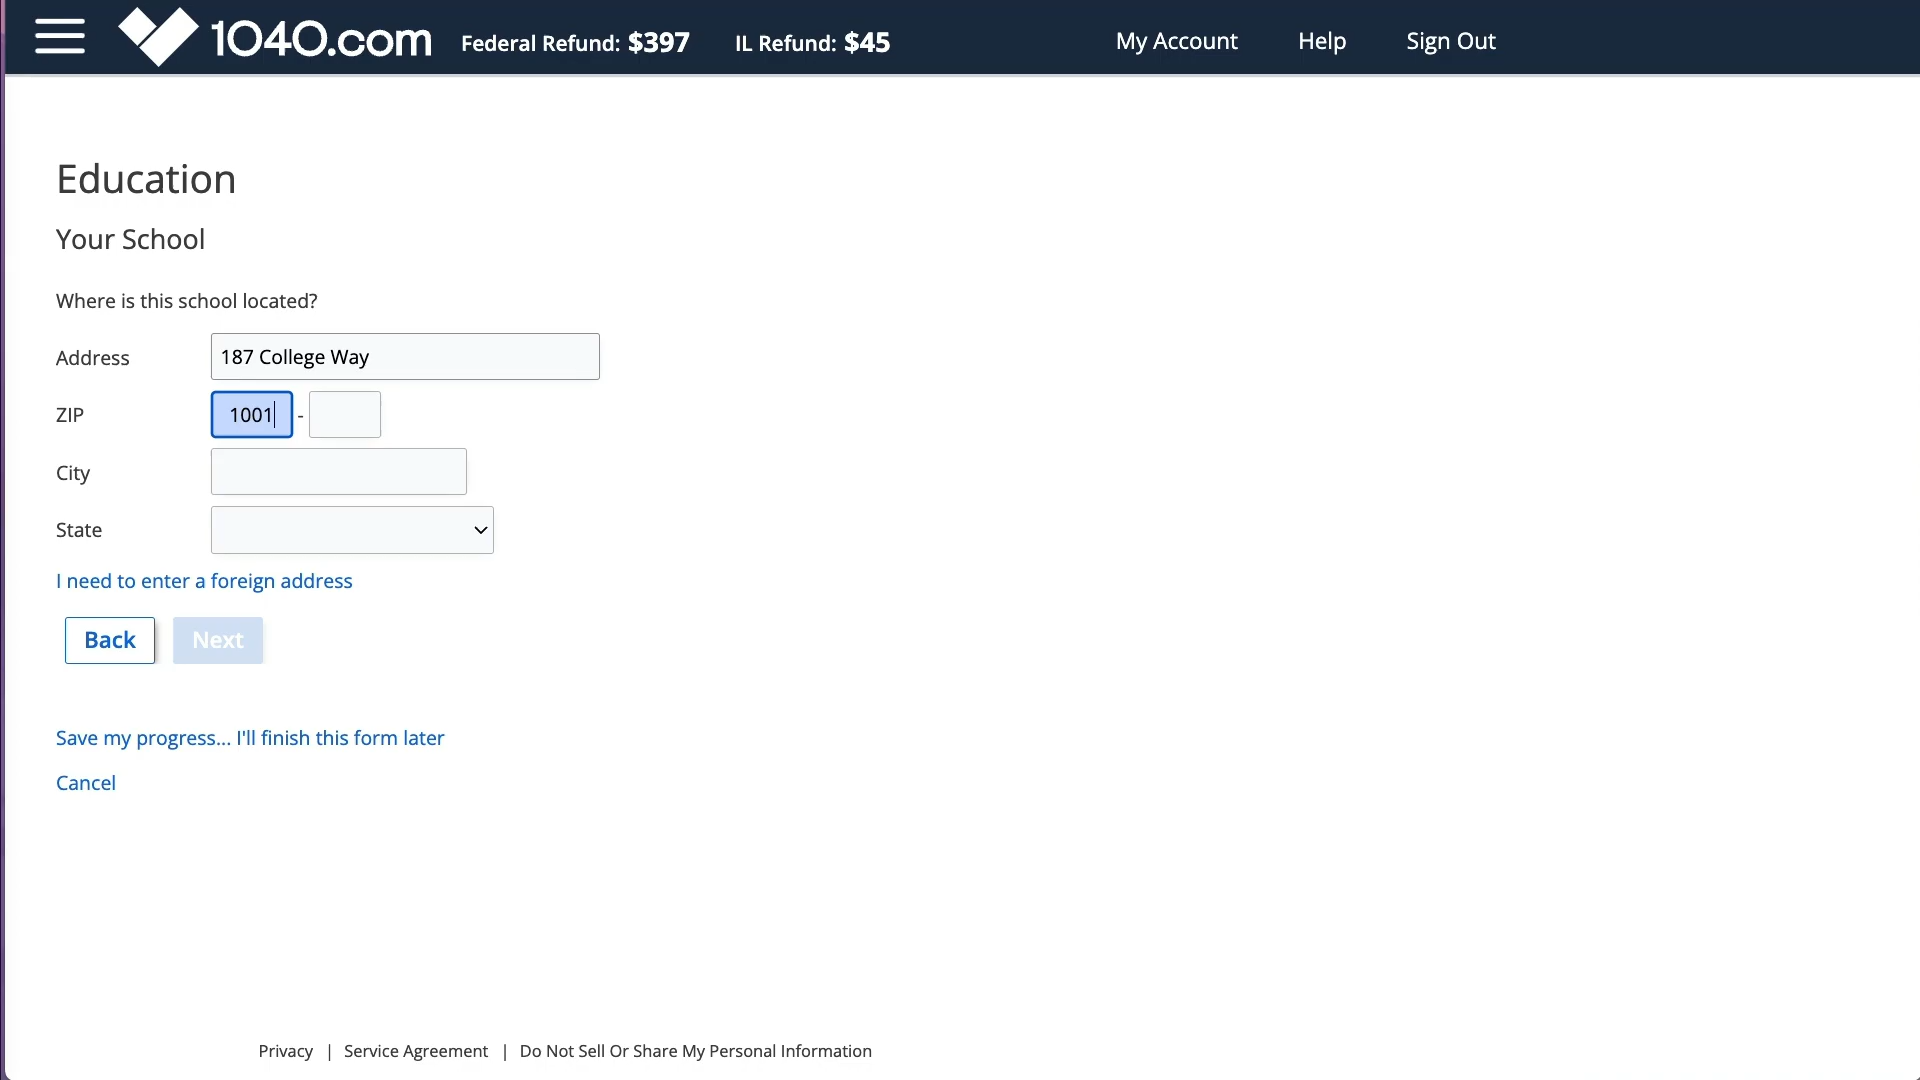 1040.com Federal Refund: $397 IL Refund: $45 My Account Help Sign Out
Education
Your School
Where is this school located?
Address 187 College Way
ZIP 1001 -
City
State
I need to enter a foreign address
Back Next
Save my progress... I'll finish this form later
Cancel
Privacy | Service Agreement | Do Not Sell Or Share My Personal Information